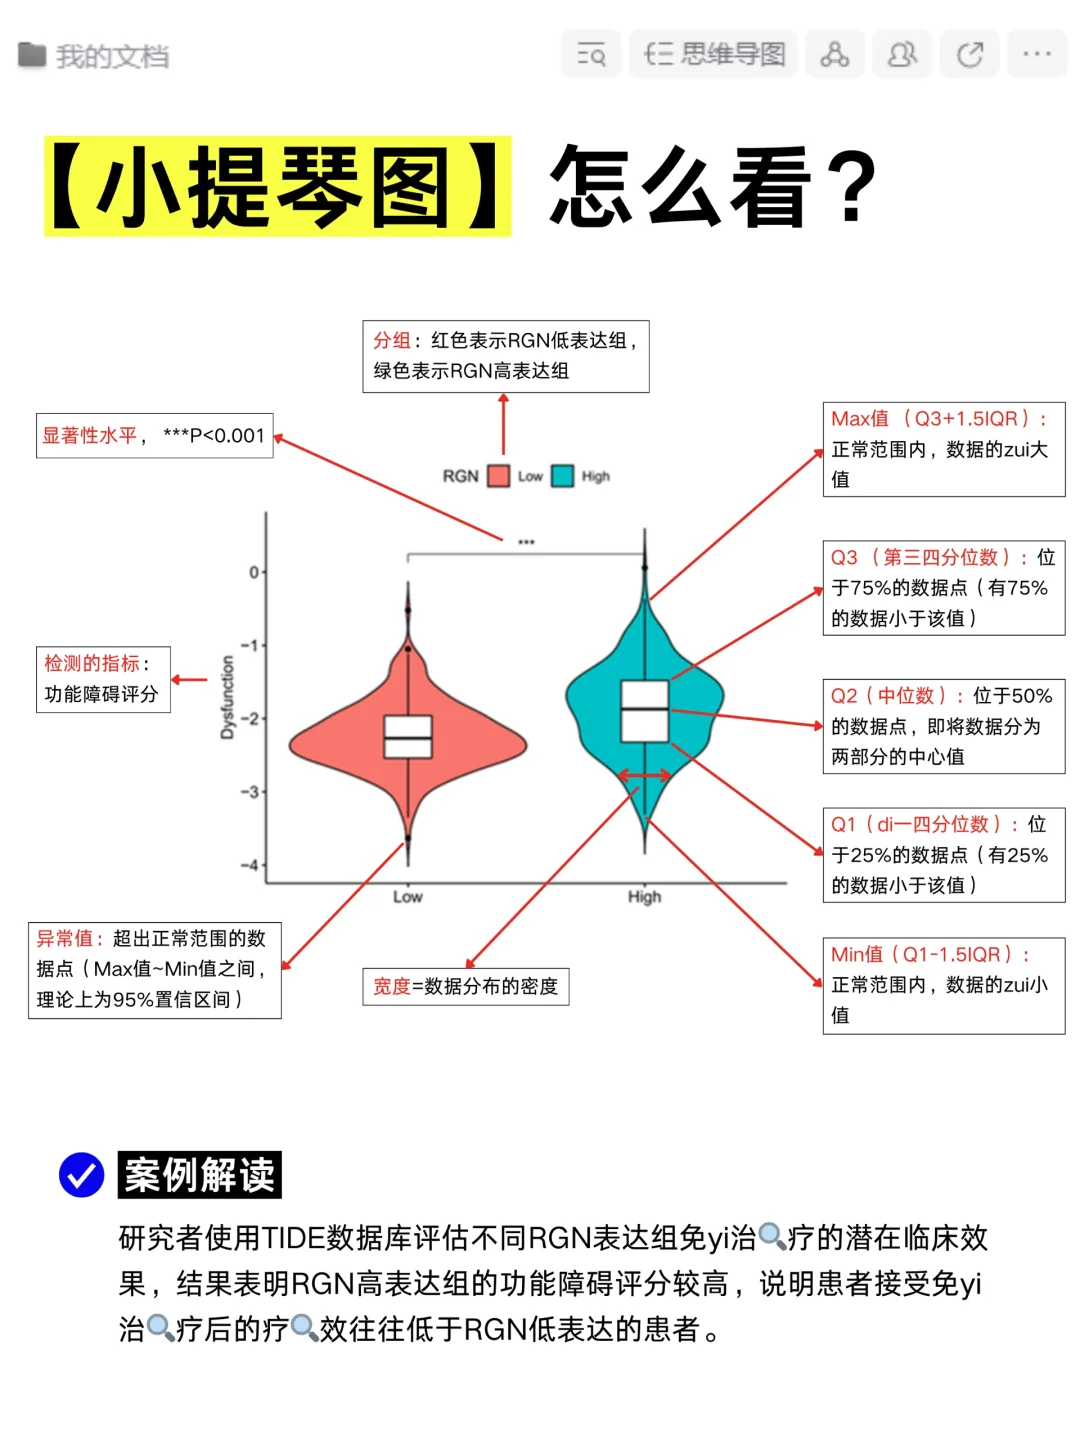 我的文档
思维导图
【小提琴图】怎么看?
分组：红色表示RGN低表达组，
绿色表示RGN高表达组
显著性水平，***P<0.001
RGN Low High
***
Max值（Q3+1.5IQR）：
正常范围内，数据的zui大
值
Q3（第三四分位数）：位
于75%的数据点（有75%
的数据小于该值）
检测的指标：
功能障碍评分
Dysfunction
0
−1
−2
−3
−4
Low
High
Q2（中位数）：位于50%
的数据点，即将数据分为
两部分的中心值
Q1（di一四分位数）：位
于25%的数据点（有25%
的数据小于该值）
异常值：超出正常范围的数
据点（Max值~Min值之间，
理论上为95%置信区间）
宽度=数据分布的密度
Min值（Q1-1.5IQR）：
正常范围内，数据的zui小
值
案例解读
研究者使用TIDE数据库评估不同RGN表达组免yi治🔍疗的潜在临床效
果，结果表明RGN高表达组的功能障碍评分较高，说明患者接受免yi
治🔍疗后的疗🔍效往往低于RGN低表达的患者。